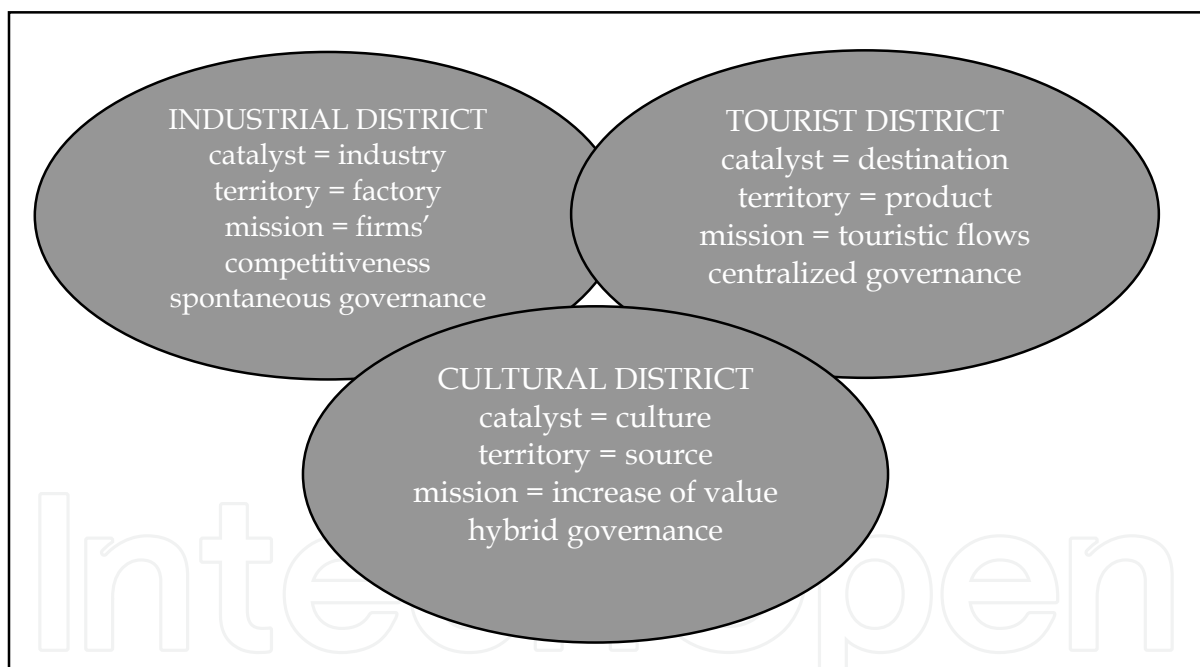 INDUSTRIAL DISTRICT
catalyst = industry
territory = factory
mission = firms’
competitiveness
spontaneous governance
TOURIST DISTRICT
catalyst = destination
territory = product
mission = touristic flows
centralized governance
CULTURAL DISTRICT
catalyst = culture
territory = source
mission = increase of value
hybrid governance